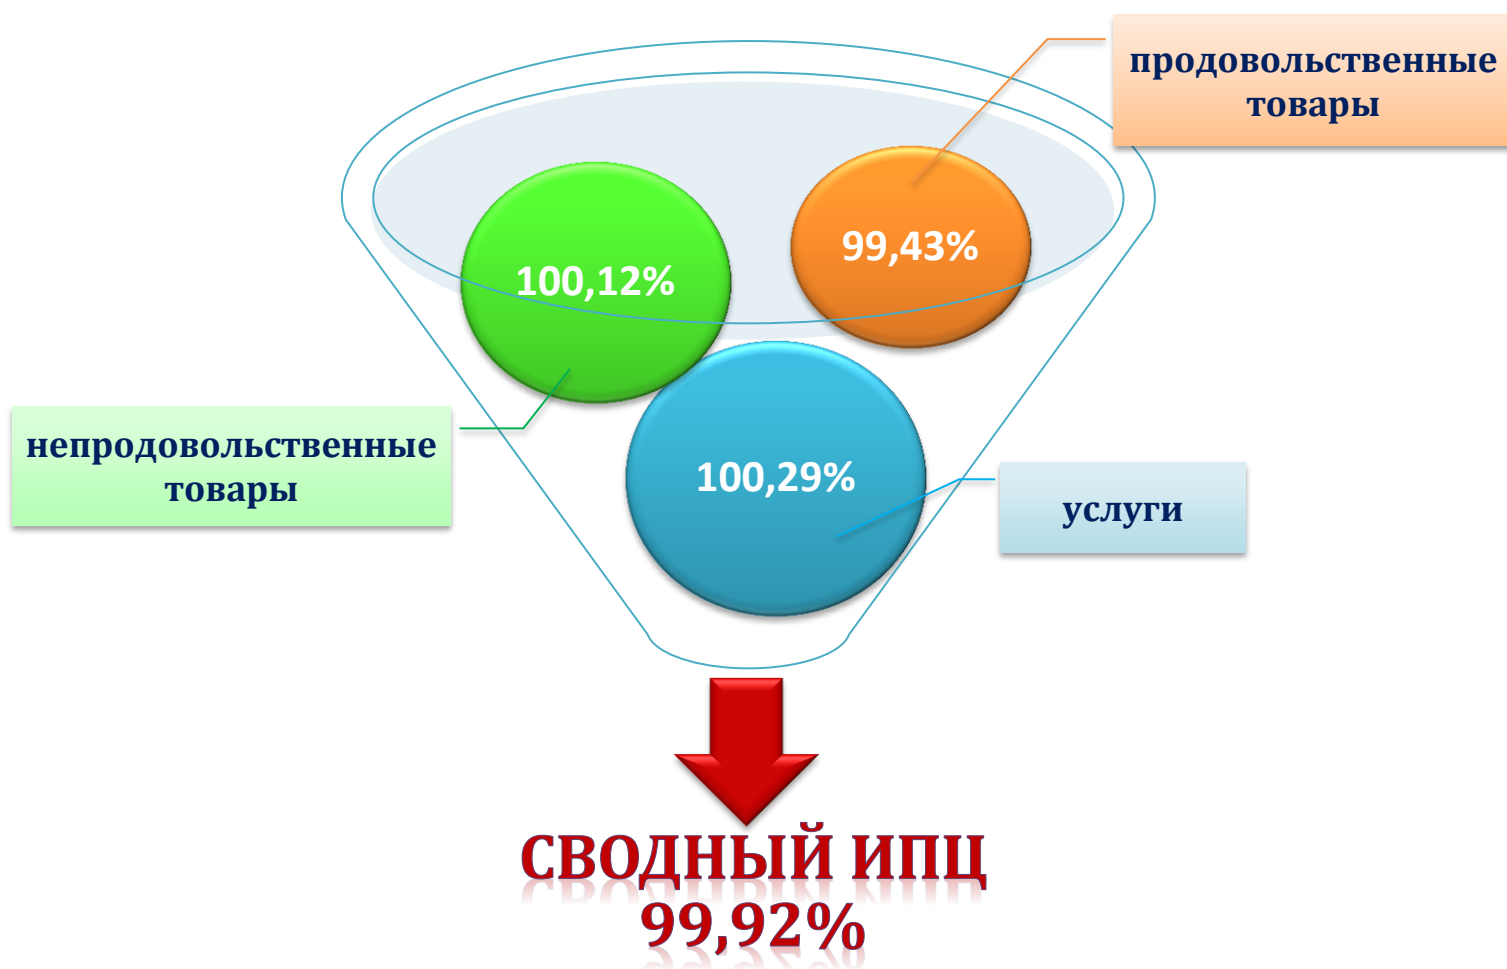 продовольственные
товары
99,43%
100,12%
непродовольственные
товары
100,29%
услуги
СВОДНЫЙ ИПЦ
99,92%